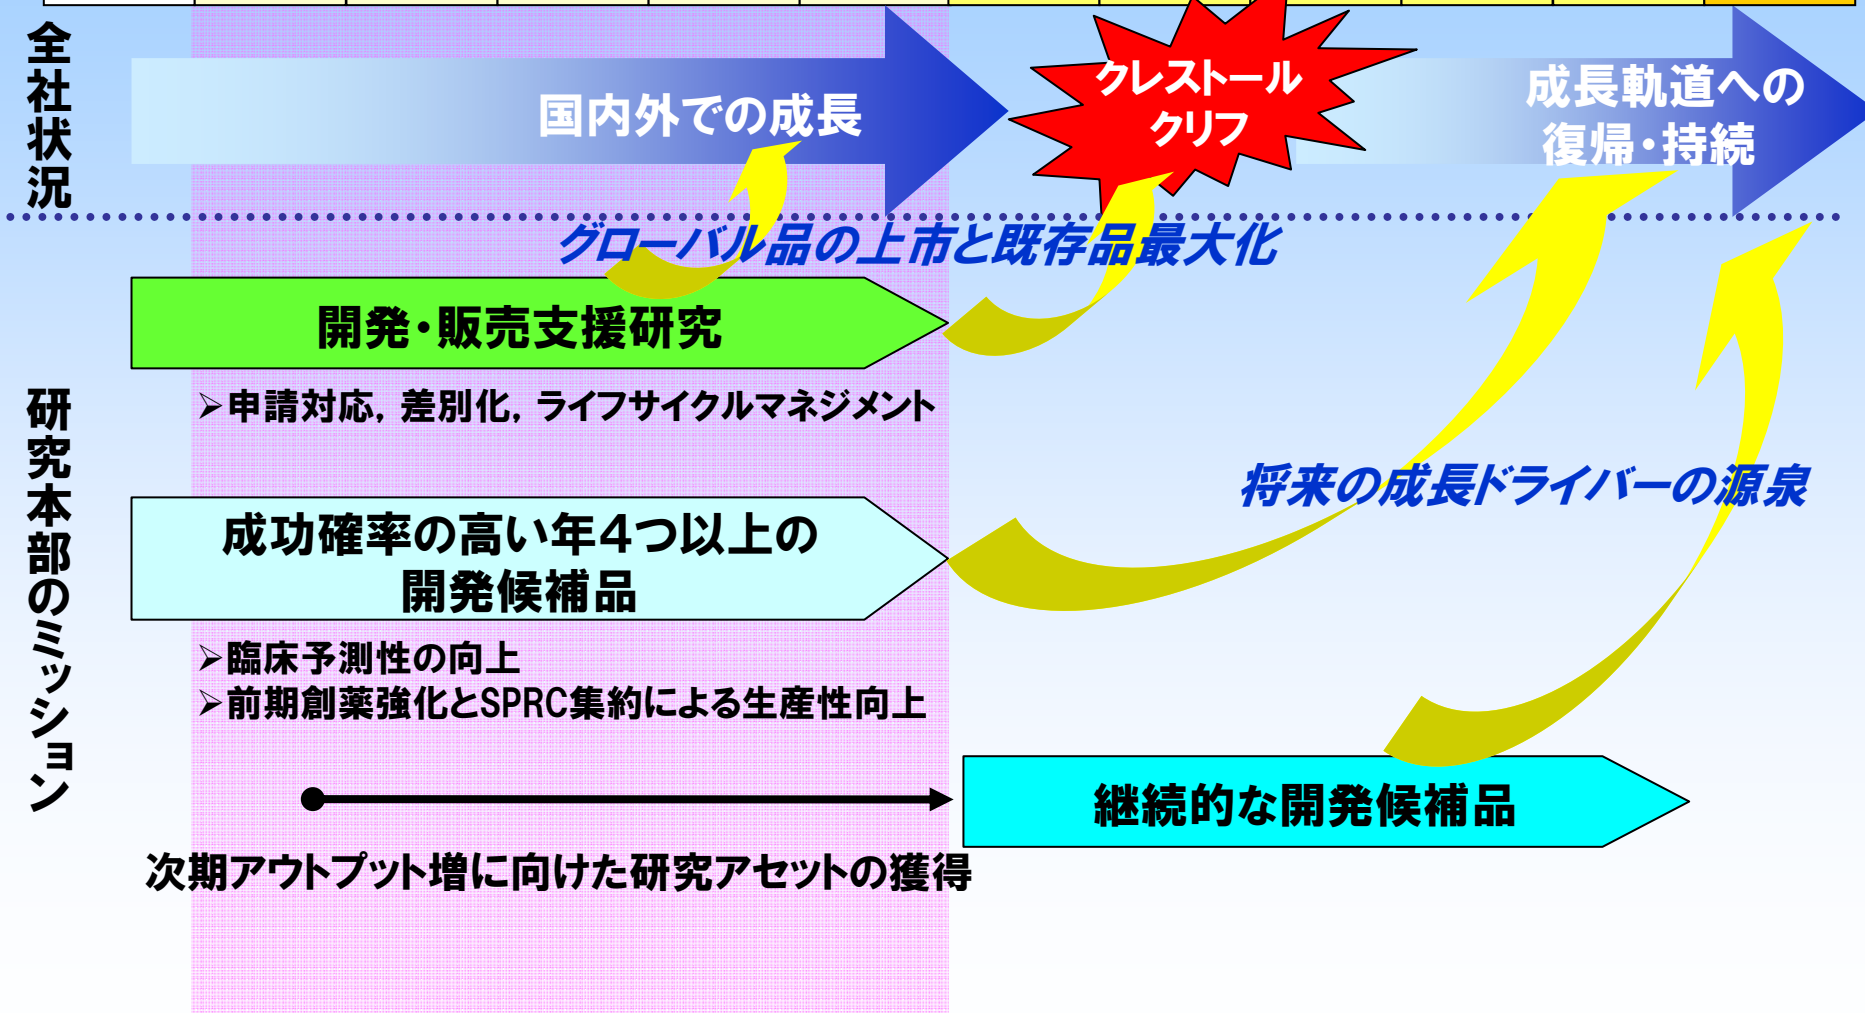 全社状況
国内外での成長
クレストール
クリフ
成長軌道への
復帰・持続
グローバル品の上市と既存品最大化
研究本部のミッション
開発・販売支援研究
➢申請対応, 差別化, ライフサイクルマネジメント
将来の成長ドライバーの源泉
成功確率の高い年４つ以上の
開発候補品
➢臨床予測性の向上
➢前期創薬強化とSPRC集約による生産性向上
継続的な開発候補品
次期アウトプット増に向けた研究アセットの獲得